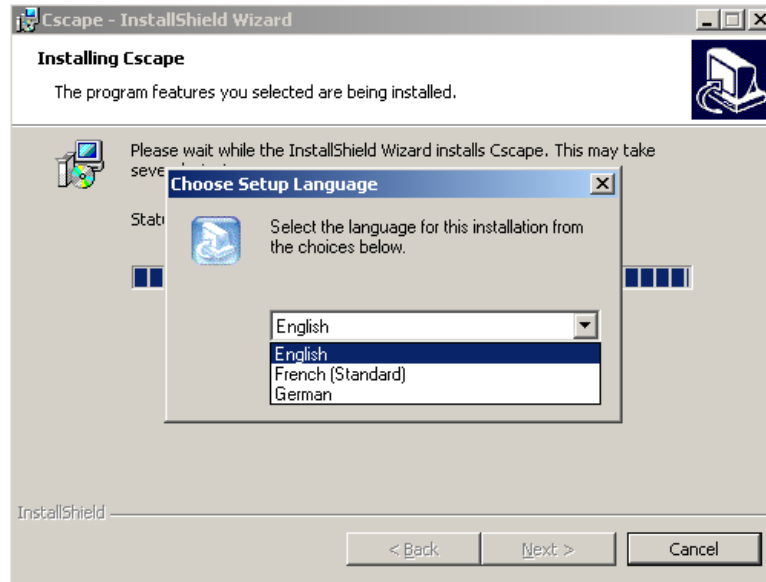 Cscape - InstallShield Wizard
Installing Cscape
The program features you selected are being installed.
Please wait while the InstallShield Wizard installs Cscape. This may take
Choose Setup Language
Select the language for this installation from
the choices below.
English
English
French (Standard)
German
InstallShield
< Back
Next >
Cancel